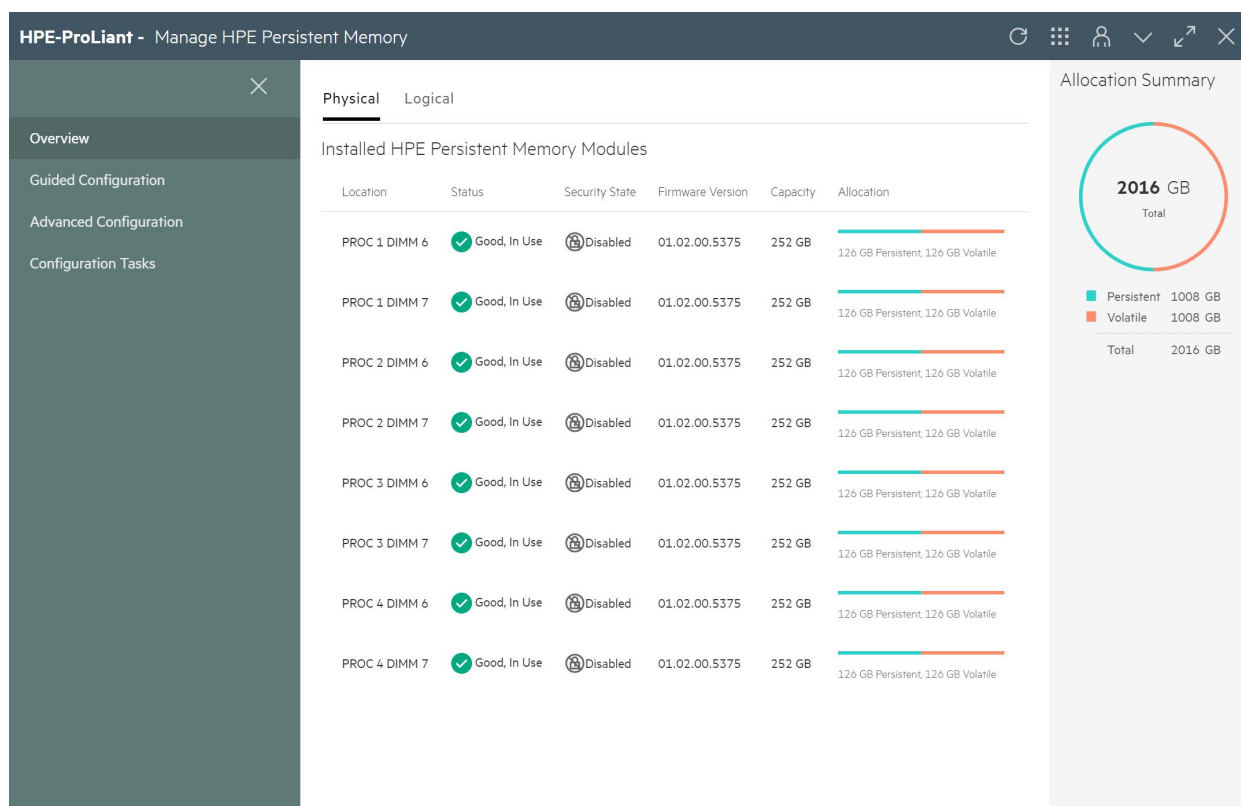 HPE-ProLiant - Manage HPE Persistent Memory
Overview
Guided Configuration
Advanced Configuration
Configuration Tasks
Physical Logical
Installed HPE Persistent Memory Modules
Location Status Security State Firmware Version Capacity Allocation
PROC 1 DIMM 6 Good, In Use Disabled 01.02.00.5375 252 GB
126 GB Persistent, 126 GB Volatile
PROC 1 DIMM 7 Good, In Use Disabled 01.02.00.5375 252 GB
126 GB Persistent, 126 GB Volatile
PROC 2 DIMM 6 Good, In Use Disabled 01.02.00.5375 252 GB
126 GB Persistent, 126 GB Volatile
PROC 2 DIMM 7 Good, In Use Disabled 01.02.00.5375 252 GB
126 GB Persistent, 126 GB Volatile
PROC 3 DIMM 6 Good, In Use Disabled 01.02.00.5375 252 GB
126 GB Persistent, 126 GB Volatile
PROC 3 DIMM 7 Good, In Use Disabled 01.02.00.5375 252 GB
126 GB Persistent, 126 GB Volatile
PROC 4 DIMM 6 Good, In Use Disabled 01.02.00.5375 252 GB
126 GB Persistent, 126 GB Volatile
PROC 4 DIMM 7 Good, In Use Disabled 01.02.00.5375 252 GB
126 GB Persistent, 126 GB Volatile
Allocation Summary
2016 GB
Total
Persistent 1008 GB
Volatile 1008 GB
Total 2016 GB